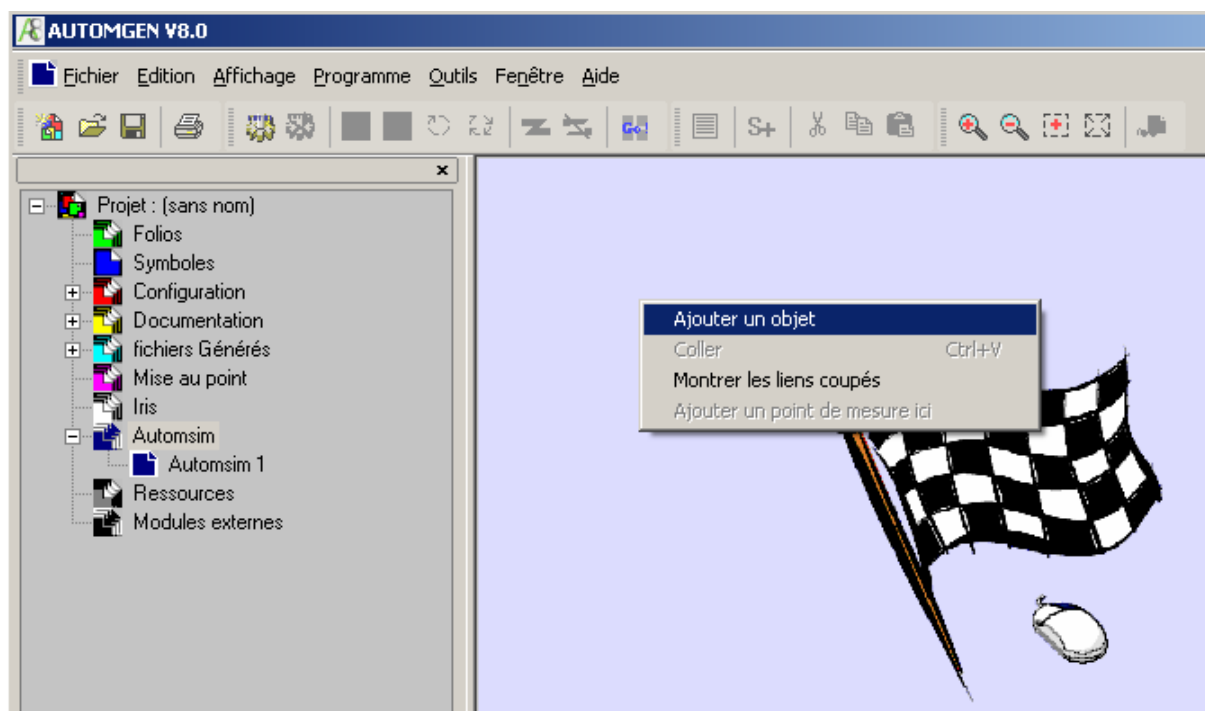 AUTOMGEN V8.0
Fichier Edition Affichage Programme Outils Fenêtre Aide
Go! S+
x
Projet : (sans nom)
Folios
Symboles
Configuration
Documentation
fichiers Générés
Mise au point
Iris
Automsim
Automsim 1
Ressources
Modules externes
Ajouter un objet
Coller Ctrl+V
Montrer les liens coupés
Ajouter un point de mesure ici